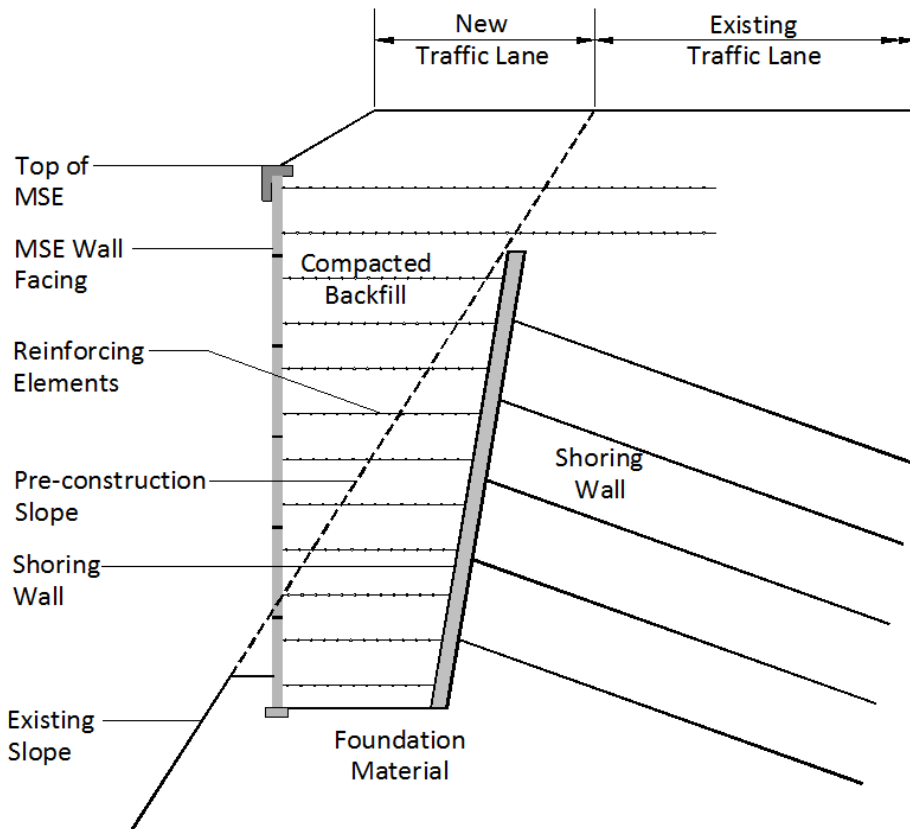 New
Traffic Lane
Existing
Traffic Lane
Top of
MSE
MSE Wall
Facing
Compacted
Backfill
Reinforcing
Elements
Pre-construction
Slope
Shoring
Wall
Shoring
Wall
Existing
Slope
Foundation
Material